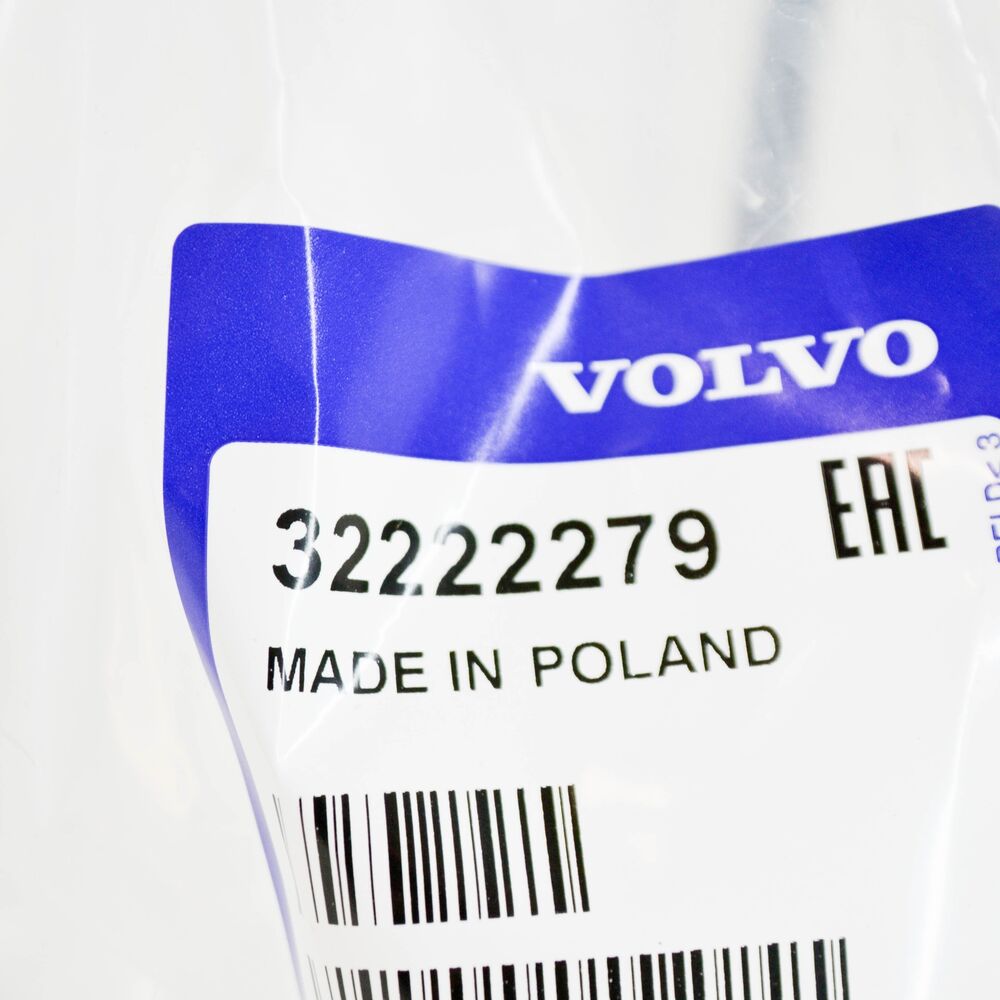 VOLVO
32222279
EAC
MADE IN POLAND